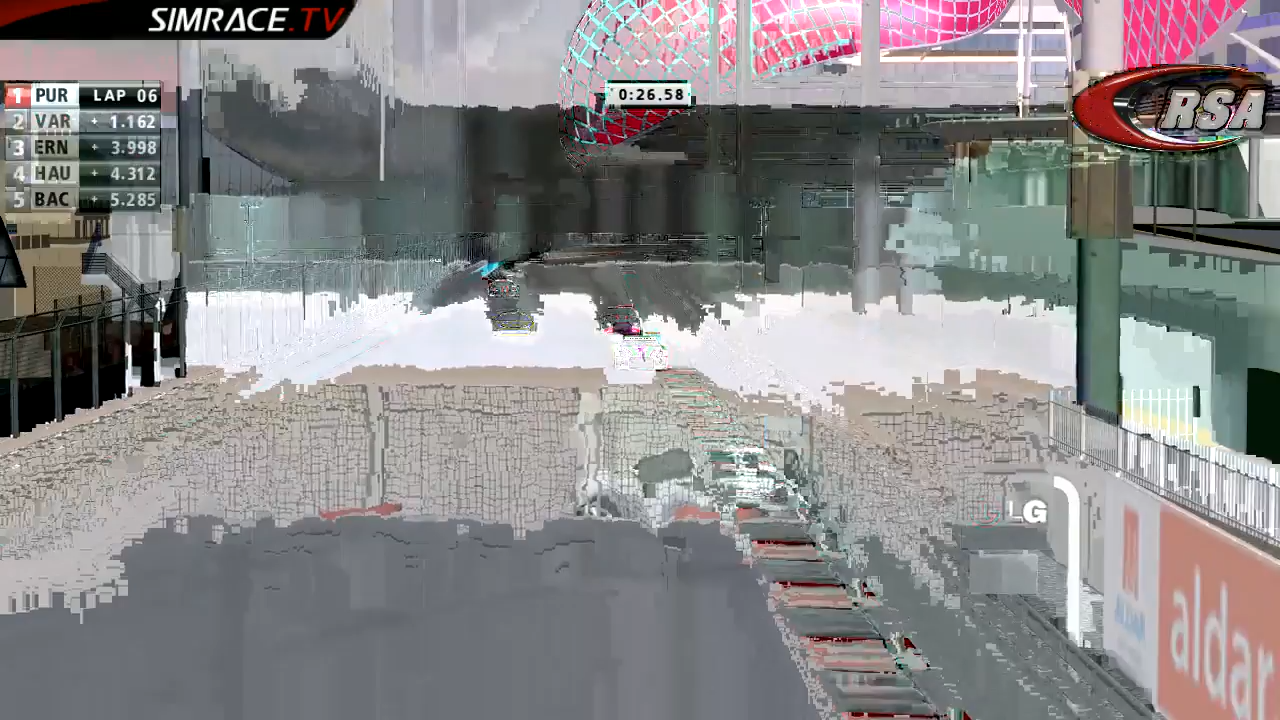 SIMRACE.TV
1 PUR LAP 06
2 VAR + 1.162
3 ERN + 3.998
4 HAU + 4.312
5 BAC + 5.285
0:26.58
RSA
LG
aldar